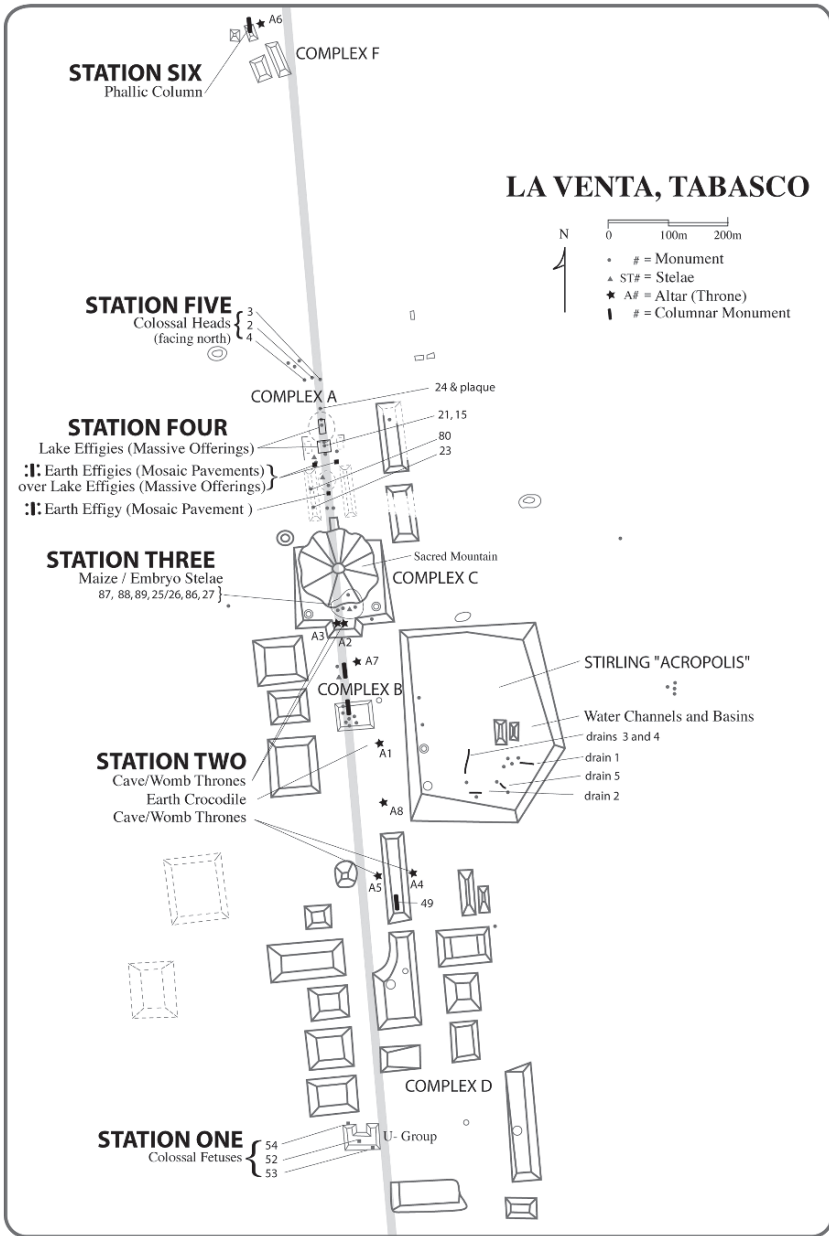 A6
COMPLEX F
STATION SIX
Phallic Column
LA VENTA, TABASCO
N
0 100m 200m
# = Monument
ST# = Stelae
A# = Altar (Throne)
# = Columnar Monument
STATION FIVE
Colossal Heads
(facing north)
3
2
4
COMPLEX A
24 & plaque
STATION FOUR
21, 15
Lake Effigies (Massive Offerings)
80
Earth Effigies (Mosaic Pavements)
23
over Lake Effigies (Massive Offerings)
Earth Effigy (Mosaic Pavement )
STATION THREE
Sacred Mountain
Maize / Embryo Stelae
COMPLEX C
87, 88, 89, 25/26, 86, 27
A3
A2
A7
STIRLING "ACROPOLIS"
COMPLEX B
Water Channels and Basins
drains 3 and 4
A1
STATION TWO
drain 1
Cave/Womb Thrones
drain 5
Earth Crocodile
drain 2
Cave/Womb Thrones
A8
A5
A4
49
COMPLEX D
STATION ONE
54
U- Group
Colossal Fetuses
52
53